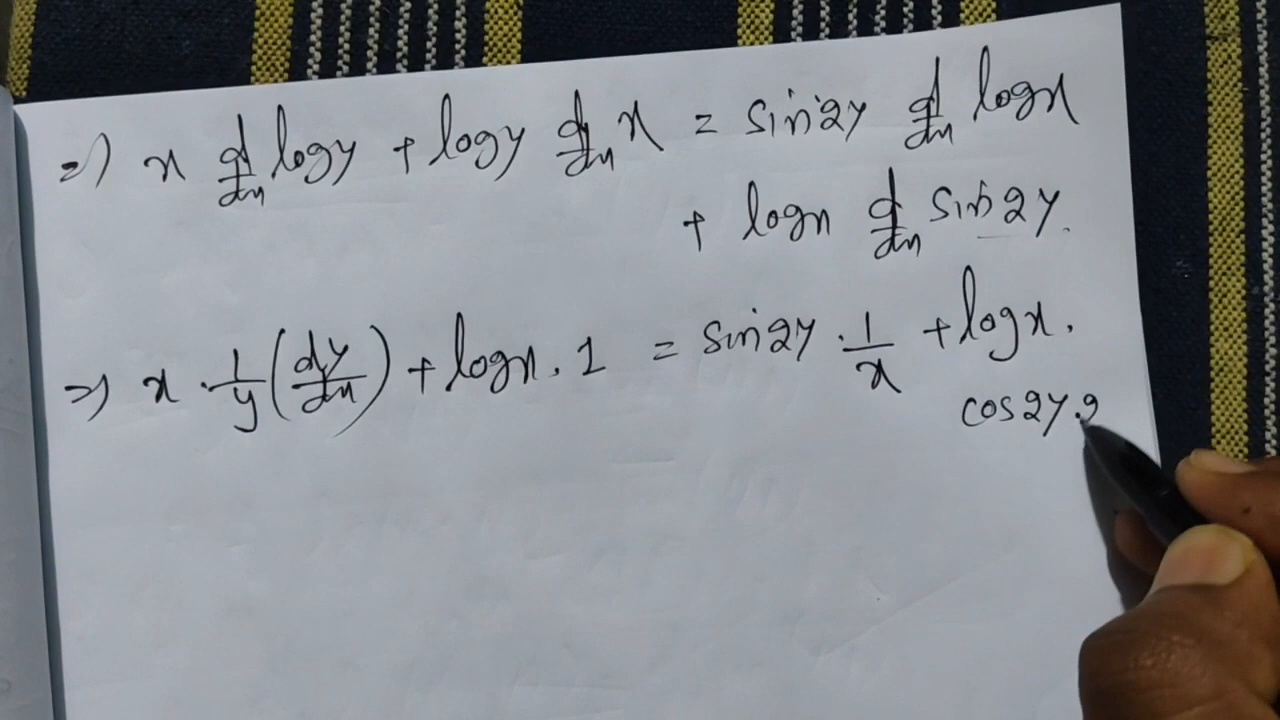 =) x d/dx logy + logy d/dx x = sin2y d/dx logx
+ logx d/dx sin2y.
=> x . 1/y (dy/dx) + logx . 1 = sin2y . 1/x + logx .
cos2y . 2